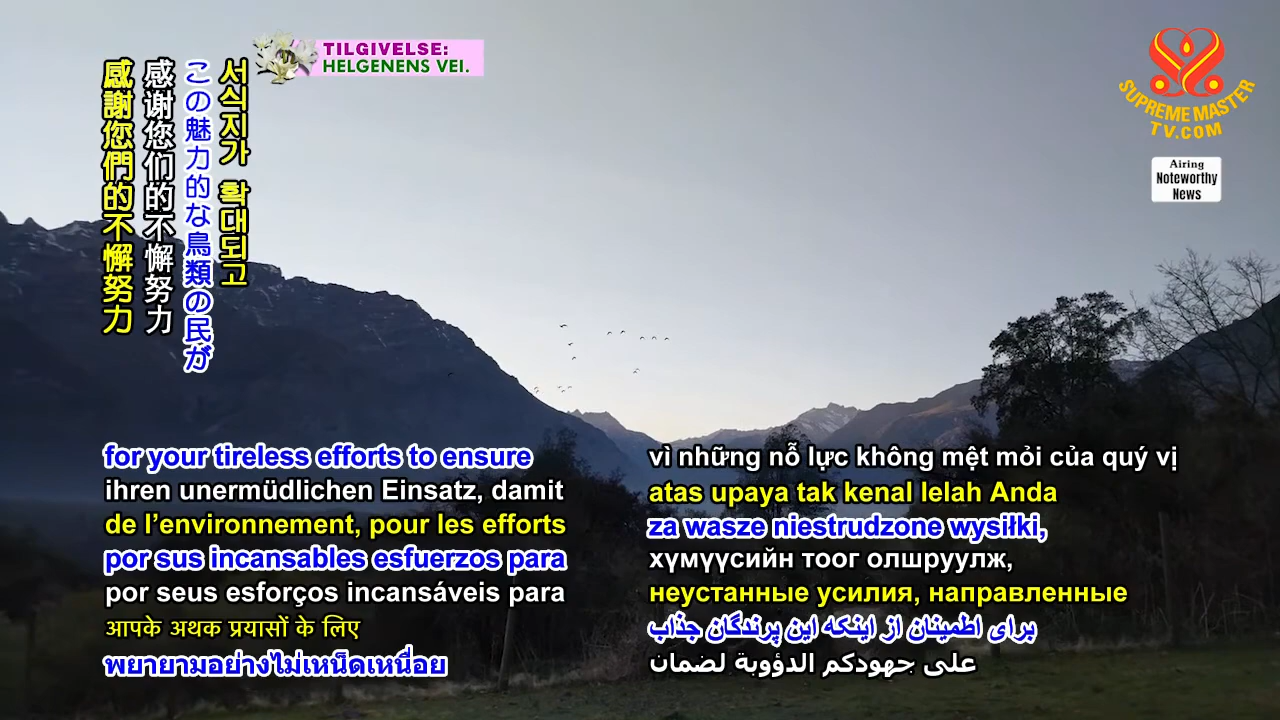 感謝您們的不懈努力
感谢您们的不懈努力
この魅力的な鳥類の民が
서식지가 확대되고
TILGIVELSE:
HELGENENS VEI.
SUPREME MASTER
TV.COM
Airing
Noteworthy
News
for your tireless efforts to ensure
ihren unermüdlichen Einsatz, damit
de l’environnement, pour les efforts
por sus incansables esfuerzos para
por seus esforços incansáveis para
आपके अथक प्रयासों के लिए
พยายามอย่างไม่เหน็ดเหนื่อย
vì những nỗ lực không mệt mỏi của quý vị
atas upaya tak kenal lelah Anda
za wasze niestrudzone wysiłki,
хүмүүсийн тоог олшруулж,
неустанные усилия, направленные
برای اطمینان از اینکه این پرندگان جذاب
على جهودكم الدؤوبة لضمان